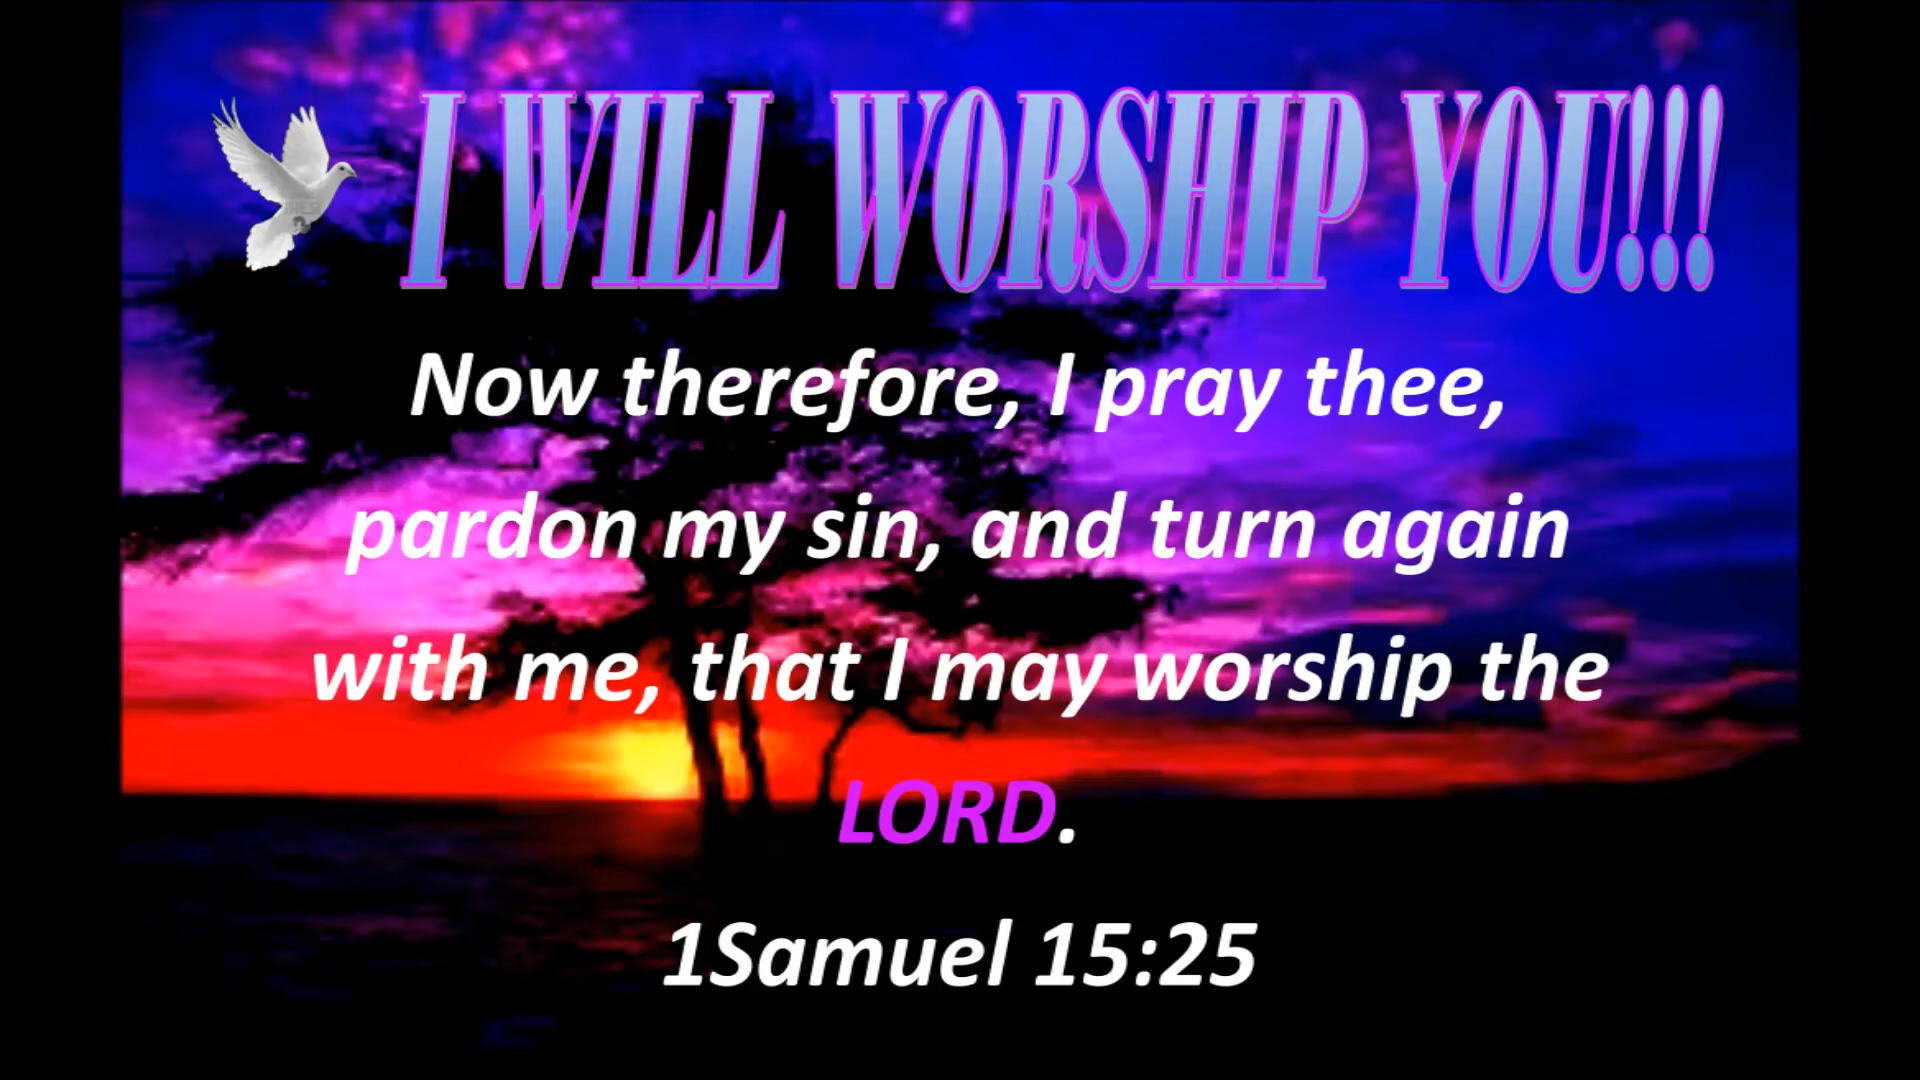 I WILL WORSHIP YOU!!!
Now therefore, I pray thee,
pardon my sin, and turn again
with me, that I may worship the
LORD.
1Samuel 15:25